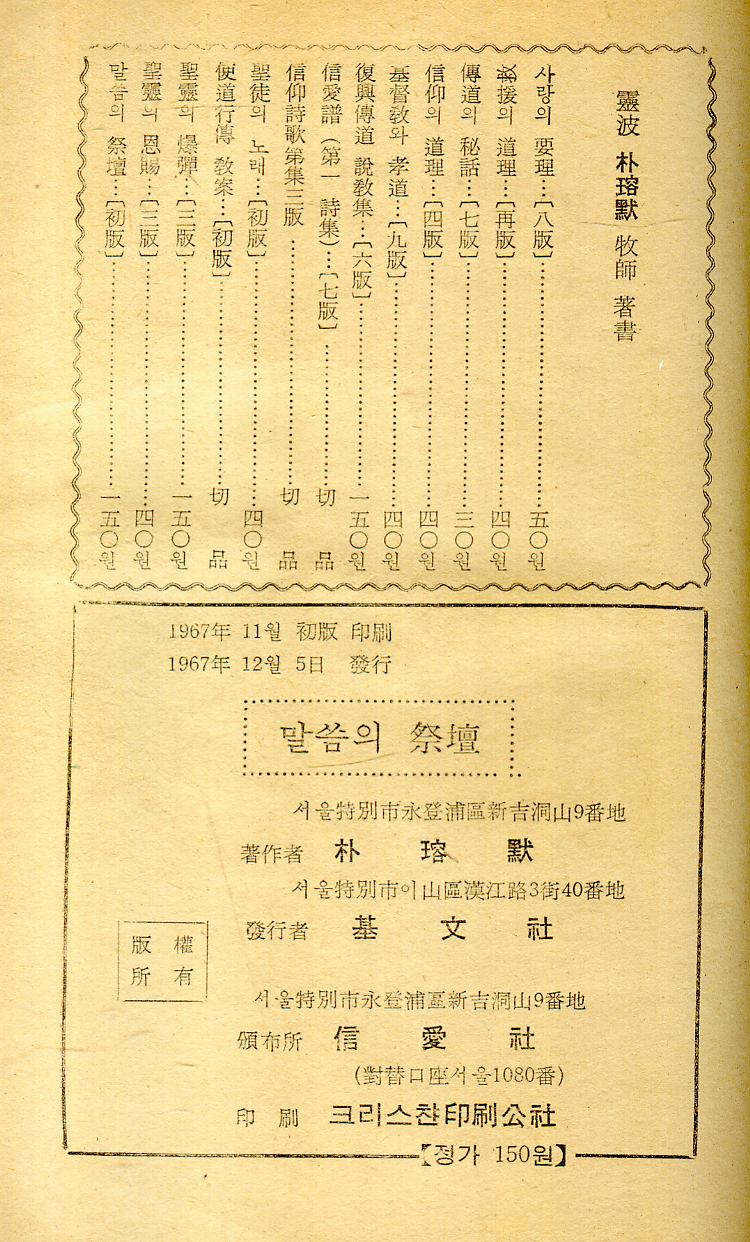 靈波 朴瑢默 牧師 著書
사랑의 要理…〔八版〕…五〇원
救援의 道理…〔再版〕…四〇원
傳道의 秘話…〔七版〕…三〇원
信仰의 道理…〔四版〕…四〇원
基督敎와 孝道…〔九版〕…四〇원
復興傳道 說敎集…〔六版〕…一五〇원
信愛譜 (第一 詩集)…〔七版〕…切品
信仰詩歌第集三版…切品
聖徒의 노래…〔初版〕…四〇원
使道行傳 敎案…〔初版〕…切品
聖靈의 爆彈…〔三版〕…一五〇원
聖靈의 恩賜…〔三版〕…四〇원
말씀의 祭壇…〔初版〕…一五〇원
1967年 11월 初版 印刷
1967年 12월 5日 發行
말씀의 祭壇
서울特別市永登浦區新吉洞山9番地
著作者 朴瑢默
서울特別市이山區漢江路3街40番地
發行者 基文社
版權
所有
서울特別市永登浦區新吉洞山9番地
頒布所 信愛社
(對替口座서울1080番)
印刷 크리스챤印刷公社
【정가 150원】